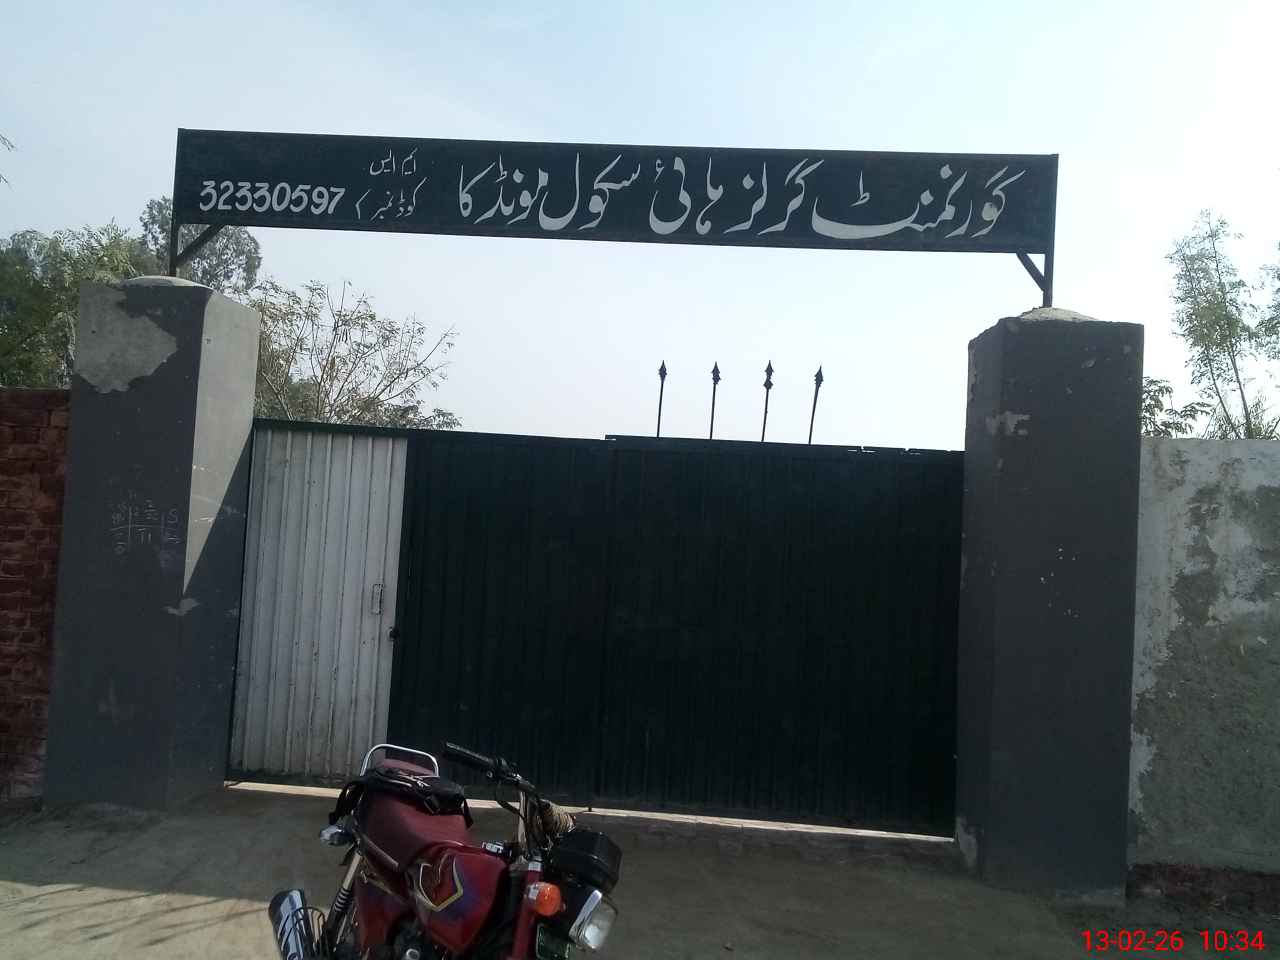 گورنمنٹ گرلز ہائی سکول مونڈکا
ایم ایس
کوڈ نمبر 32330597
13-02-26 10:34